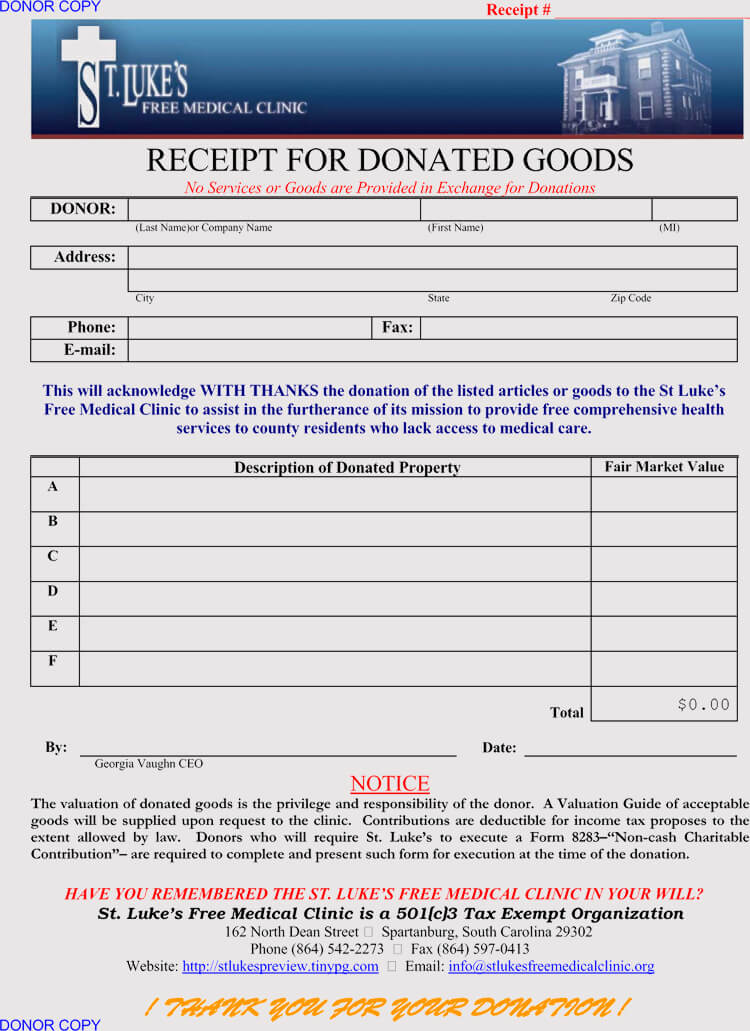 DONOR COPY
Receipt #
ST. LUKE'S
FREE MEDICAL CLINIC
RECEIPT FOR DONATED GOODS
No Services or Goods are Provided in Exchange for Donations
DONOR:
(Last Name)or Company Name (First Name) (MI)
Address:
City State Zip Code
Phone: Fax:
E-mail:
This will acknowledge WITH THANKS the donation of the listed articles or goods to the St Luke's
Free Medical Clinic to assist in the furtherance of its mission to provide free comprehensive health
services to county residents who lack access to medical care.
Description of Donated Property Fair Market Value
A
B
C
D
E
F
Total $0.00
By: Date:
Georgia Vaughn CEO
NOTICE
The valuation of donated goods is the privilege and responsibility of the donor. A Valuation Guide of acceptable
goods will be supplied upon request to the clinic. Contributions are deductible for income tax proposes to the
extent allowed by law. Donors who will require St. Luke's to execute a Form 8283–“Non-cash Charitable
Contribution”– are required to complete and present such form for execution at the time of the donation.
HAVE YOU REMEMBERED THE ST. LUKE'S FREE MEDICAL CLINIC IN YOUR WILL?
St. Luke's Free Medical Clinic is a 501(c)3 Tax Exempt Organization
162 North Dean Street □ Spartanburg, South Carolina 29302
Phone (864) 542-2273 □ Fax (864) 597-0413
Website: http://stlukespreview.tinypg.com □ Email: info@stlukesfreemedicalclinic.org
! THANK YOU FOR YOUR DONATION !
DONOR COPY